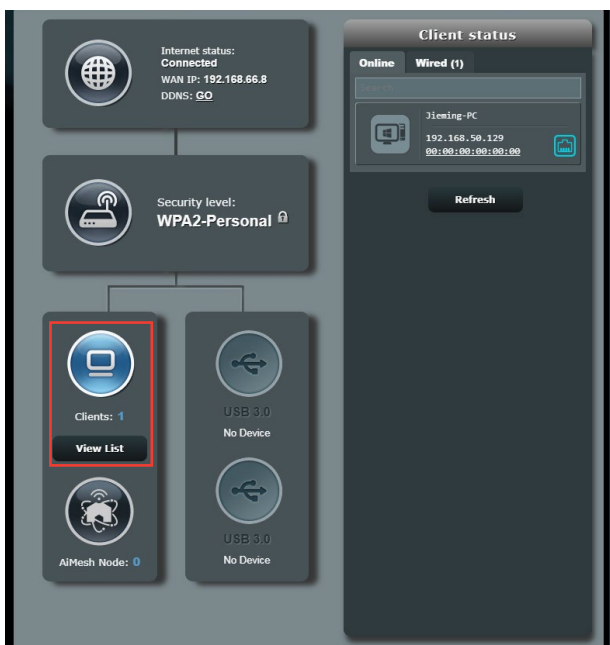 Internet status:
Connected
WAN IP: 192.168.66.8
DDNS: GO
Security level:
WPA2-Personal
Clients: 1
View List
AiMesh Node: 0
USB 3.0
No Device
USB 3.0
No Device
Client status
Online Wired (1)
Search
Jieming-PC
192.168.50.129
00:00:00:00:00:00
Refresh